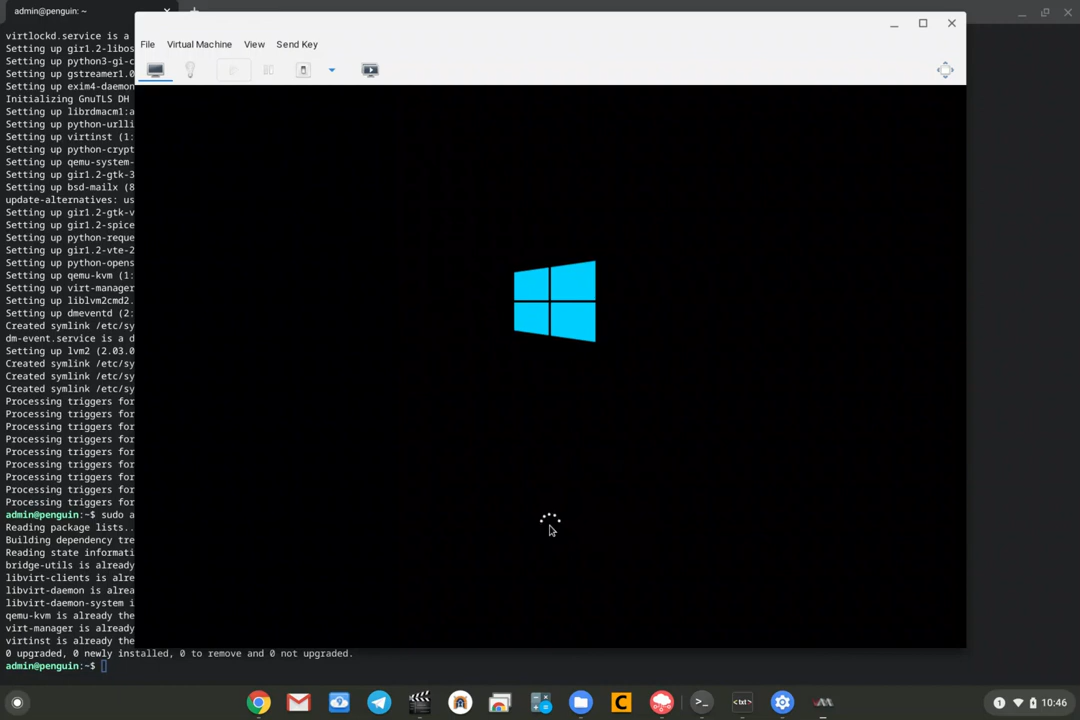 admin@penguin: ~
File
Virtual Machine
View
Send Key
virtlockd.service is a
Setting up gir1.2-libos
Setting up python3-gi-c
Setting up gstreamer1.0
Setting up exim4-daemon
Initializing GnuTLS DH
Setting up librdmacm1:a
Setting up python-urlli
Setting up virtinst (1:
Setting up python-crypt
Setting up qemu-system-
Setting up gir1.2-gtk-3
Setting up bsd-mailx (8
update-alternatives: us
Setting up gir1.2-gtk-v
Setting up gir1.2-spice
Setting up python-reque
Setting up gir1.2-vte-2
Setting up python-opens
Setting up qemu-kvm (1:
Setting up virt-manager
Setting up liblvm2cmd2.
Setting up dmeventd (2:
Created symlink /etc/sy
dm-event.service is a d
Setting up lvm2 (2.03.0
Created symlink /etc/sy
Created symlink /etc/sy
Created symlink /etc/sy
Processing triggers for
Processing triggers for
Processing triggers for
Processing triggers for
Processing triggers for
Processing triggers for
Processing triggers for
Processing triggers for
Processing triggers for
admin@penguin:~$ sudo a
Reading package lists..
Building dependency tre
Reading state informati
bridge-utils is already
libvirt-clients is alre
libvirt-daemon is alrea
libvirt-daemon-system i
qemu-kvm is already the
virt-manager is already
virtinst is already the
0 upgraded, 0 newly installed, 0 to remove and 0 not upgraded.
admin@penguin:~$
C
>_
<txt>
1
10:46